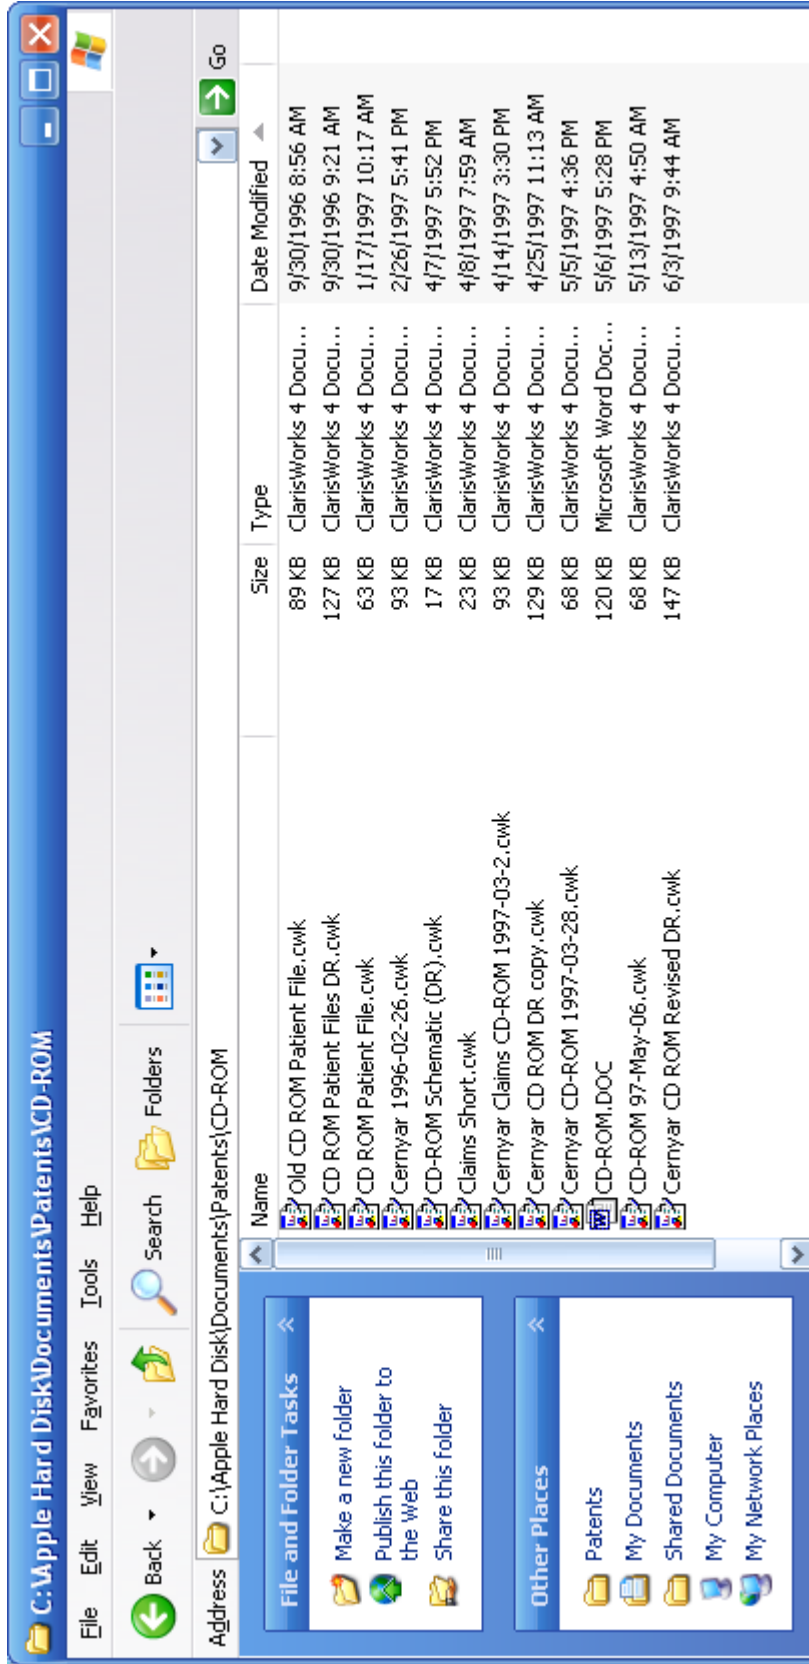 C:\Apple Hard Disk\Documents\Patents\CD-ROM
File Edit View Favorites Tools Help
Back Search Folders
Address C:\Apple Hard Disk\Documents\Patents\CD-ROM Go
File and Folder Tasks
Make a new folder
Publish this folder to
the Web
Share this folder
Other Places
Patents
My Documents
Shared Documents
My Computer
My Network Places
Name Size Type Date Modified
Old CD ROM Patient File.cwk 89 KB ClarisWorks 4 Docu... 9/30/1996 8:56 AM
CD ROM Patient Files DR.cwk 127 KB ClarisWorks 4 Docu... 9/30/1996 9:21 AM
CD ROM Patient File.cwk 63 KB ClarisWorks 4 Docu... 1/17/1997 10:17 AM
Cernyar 1996-02-26.cwk 93 KB ClarisWorks 4 Docu... 2/26/1997 5:41 PM
CD-ROM Schematic (DR).cwk 17 KB ClarisWorks 4 Docu... 4/7/1997 5:52 PM
Claims Short.cwk 23 KB ClarisWorks 4 Docu... 4/8/1997 7:59 AM
Cernyar Claims CD-ROM 1997-03-2.cwk 93 KB ClarisWorks 4 Docu... 4/14/1997 3:30 PM
Cernyar CD ROM DR copy.cwk 129 KB ClarisWorks 4 Docu... 4/25/1997 11:13 AM
Cernyar CD-ROM 1997-03-28.cwk 68 KB ClarisWorks 4 Docu... 5/5/1997 4:36 PM
CD-ROM.DOC 120 KB Microsoft Word Doc... 5/6/1997 5:28 PM
CD-ROM 97-May-06.cwk 68 KB ClarisWorks 4 Docu... 5/13/1997 4:50 AM
Cernyar CD ROM Revised DR.cwk 147 KB ClarisWorks 4 Docu... 6/3/1997 9:44 AM